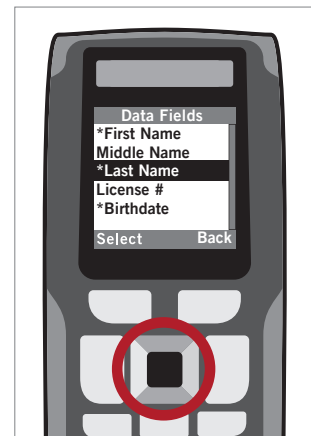 Data Fields
*First Name
Middle Name
*Last Name
License #
*Birthdate
Select Back